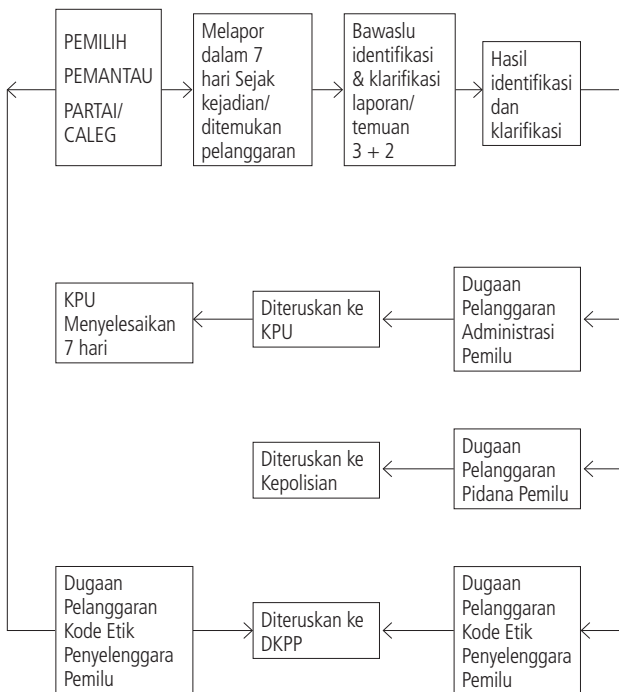 PEMILIH
PEMANTAU
PARTAI/
CALEG
Melapor
dalam 7
hari Sejak
kejadian/
ditemukan
pelanggaran
Bawaslu
identifikasi
& klarifikasi
laporan/
temuan
3 + 2
Hasil
identifikasi
dan
klarifikasi
KPU
Menyelesaikan
7 hari
Diteruskan ke
KPU
Dugaan
Pelanggaran
Administrasi
Pemilu
Diteruskan ke
Kepolisian
Dugaan
Pelanggaran
Pidana Pemilu
Dugaan
Pelanggaran
Kode Etik
Penyelenggara
Pemilu
Diteruskan ke
DKPP
Dugaan
Pelanggaran
Kode Etik
Penyelenggara
Pemilu